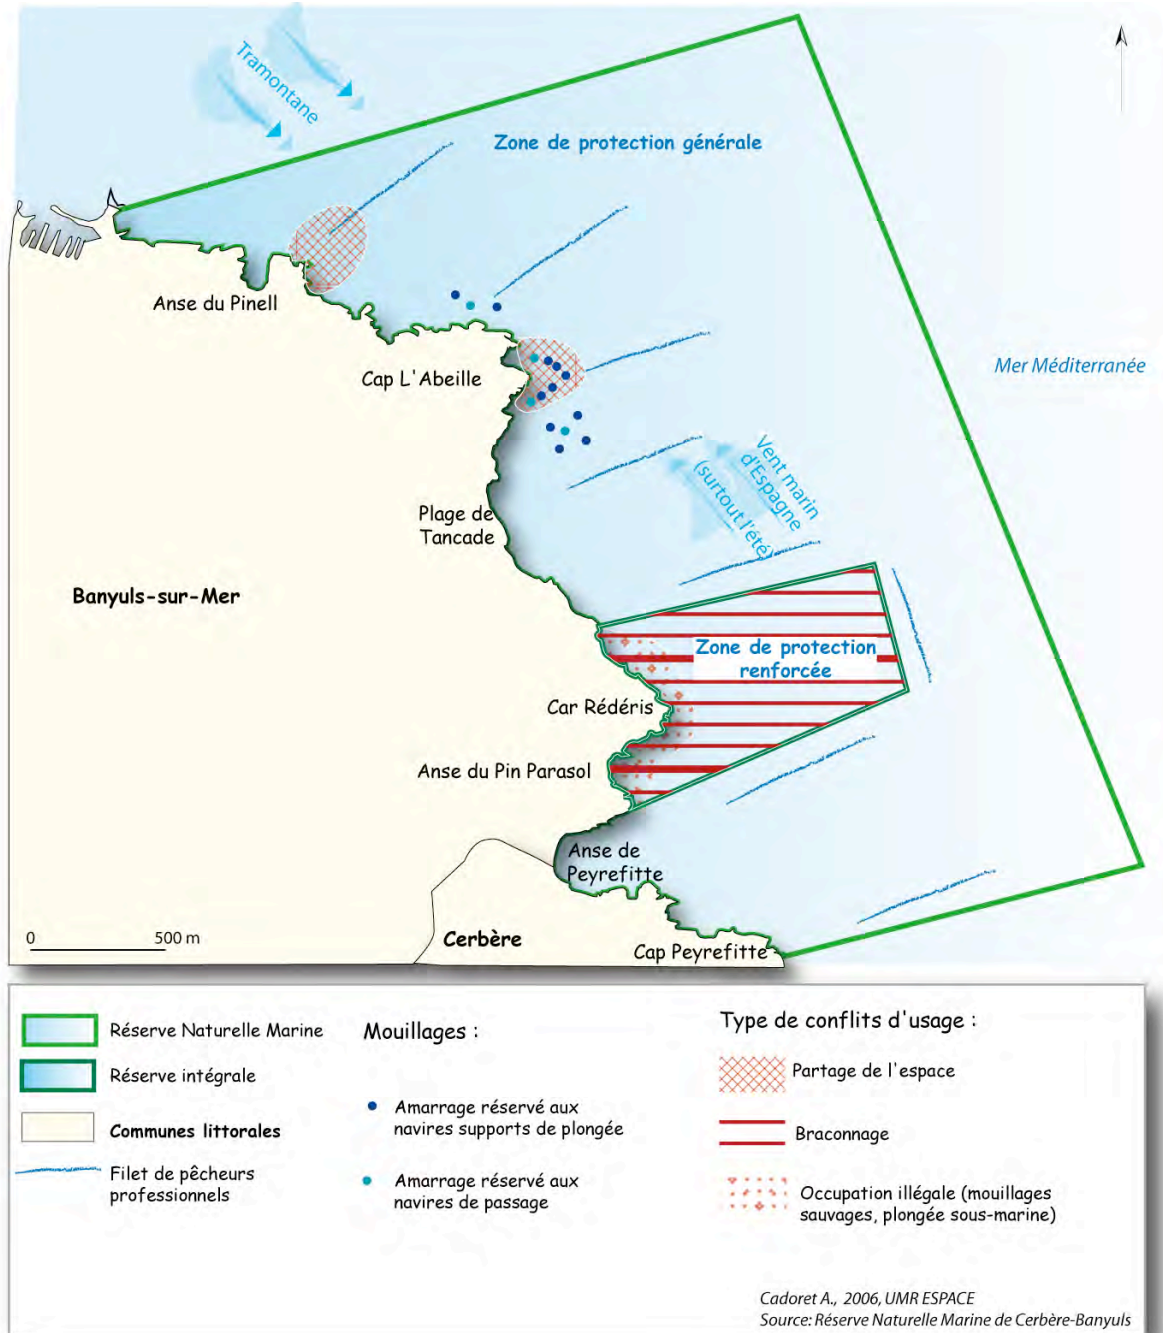 Tramontane
Zone de protection générale
Anse du Pinell
Mer Méditerranée
Cap L'Abeille
Vent marin
d'Espagne
(surtout l'été)
Plage de
Tancade
Banyuls-sur-Mer
Zone de protection
renforcée
Car Rédéris
Anse du Pin Parasol
Anse de
Peyrefitte
0 500 m
Cerbère
Cap Peyrefitte
Réserve Naturelle Marine
Réserve intégrale
Communes littorales
Filet de pêcheurs
professionnels
Mouillages :
Amarrage réservé aux
navires supports de plongée
Amarrage réservé aux
navires de passage
Type de conflits d'usage :
Partage de l'espace
Braconnage
Occupation illégale (mouillages
sauvages, plongée sous-marine)
Cadoret A., 2006, UMR ESPACE
Source: Réserve Naturelle Marine de Cerbère-Banyuls